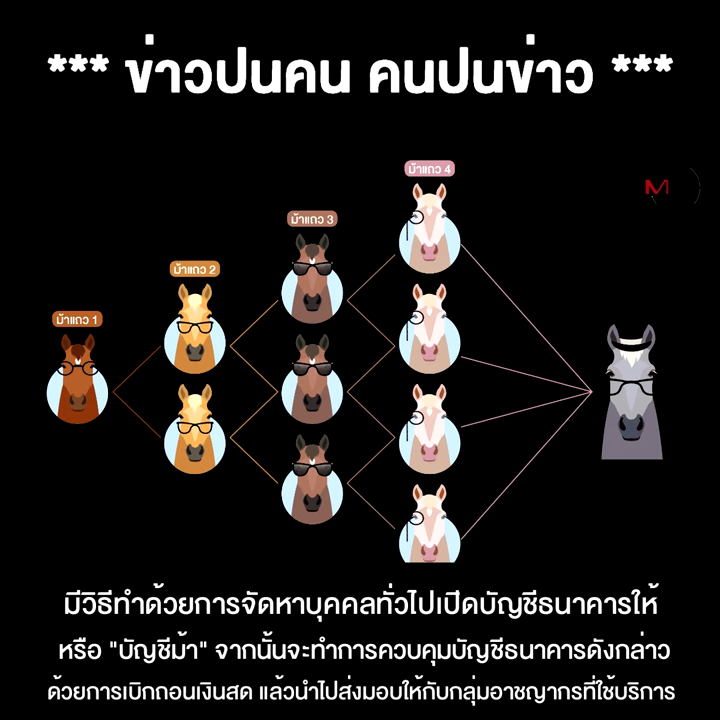 *** ข่าวปนคน คนปนข่าว ***
ม้าแถว 4
M
ม้าแถว 3
ม้าแถว 2
ม้าแถว 1
มีวิธีทำด้วยการจัดหาบุคคลทั่วไปเปิดบัญชีธนาคารให้
หรือ "บัญชีม้า" จากนั้นจะทำการควบคุมบัญชีธนาคารดังกล่าว
ด้วยการเบิกถอนเงินสด แล้วนำไปส่งมอบให้กับกลุ่มอาชญากรที่ใช้บริการ